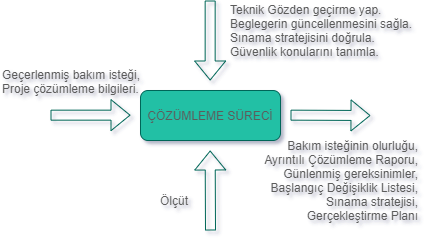 Teknik Gözden geçirme yap.
Beglegerin güncellenmesini sağla.
Sınama stratejisini doğrula.
Güvenlik konularını tanımla.
Geçerlenmiş bakım isteği,
Proje çözümleme bilgileri.
ÇÖZÜMLEME SÜRECİ
Bakım isteğinin olurluğu,
Ayrıntılı Çözümleme Raporu,
Günlenmiş gereksinimler,
Başlangıç Değişiklik Listesi,
Sınama stratejisi,
Gerçekleştirme Planı
Ölçüt